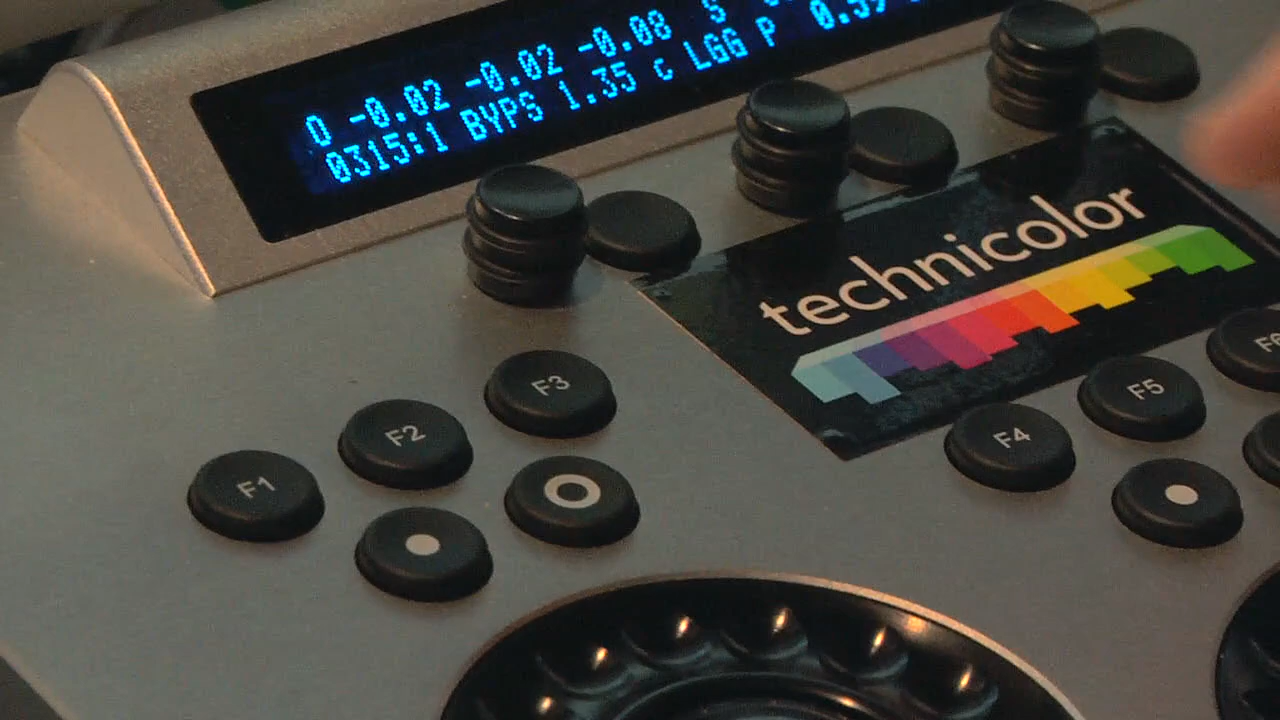 O -0.02 -0.02 -0.08 S
0315:1 BYPS 1.35 c LGG P 0.59
technicolor
F3
F2
F1
F5
F4